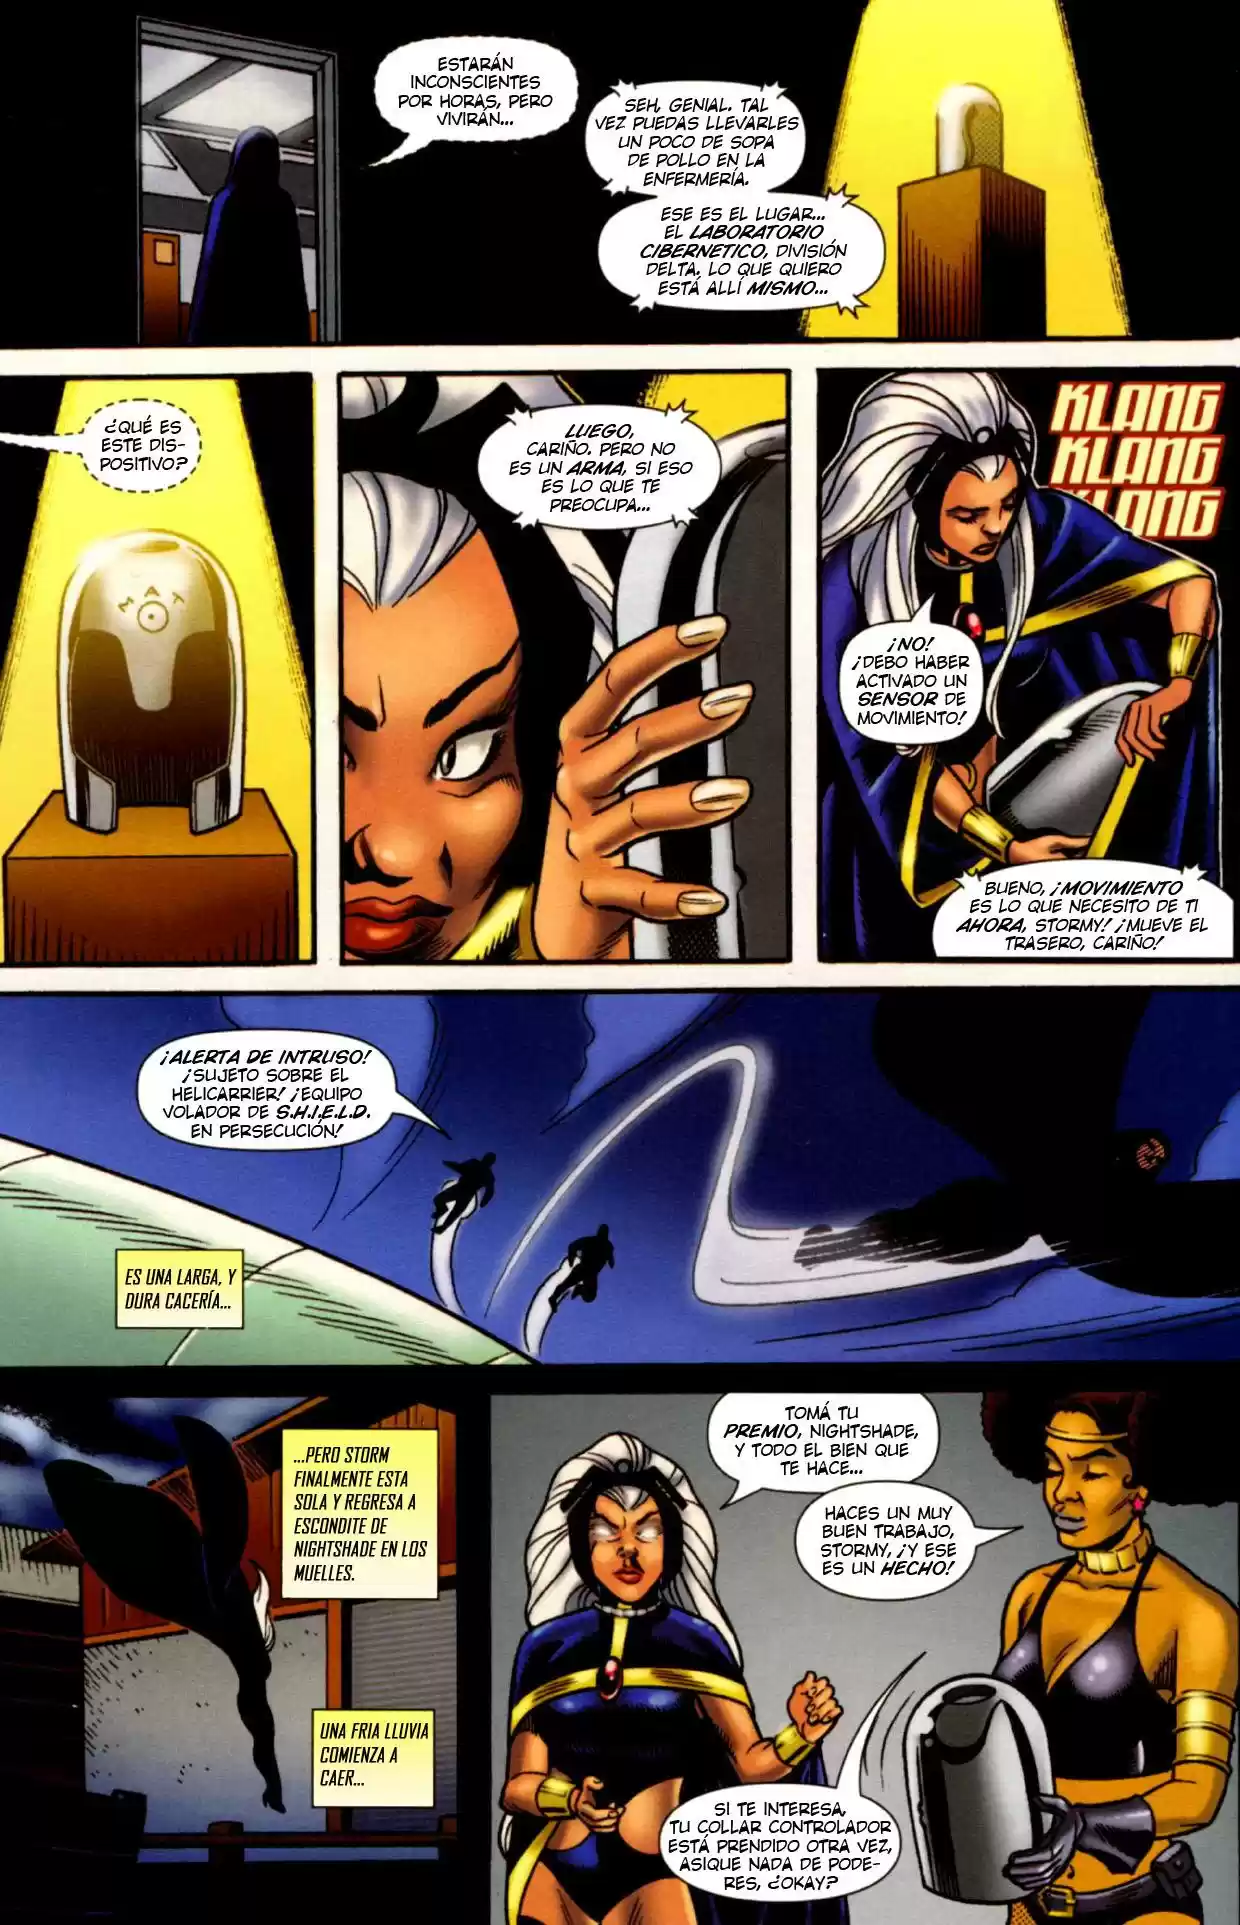 ESTARÁN
INCONSCIENTES
POR HORAS, PERO
VIVIRÁN...
SEH, GENIAL. TAL
VEZ PUEDAS LLEVARLES
UN POCO DE SOPA
DE POLLO EN LA
ENFERMERÍA.
ESE ES EL LUGAR...
EL LABORATORIO
CIBERNETICO, DIVISIÓN
DELTA. LO QUE QUIERO
ESTÁ ALLÍ MISMO...
¿QUÉ ES
ESTE DIS-
POSITIVO?
MAT
LUEGO,
CARIÑO. PERO NO
ES UN ARMA, SI ESO
ES LO QUE TE
PREOCUPA...
KLANG
KLANG
KLANG
¡NO!
¡DEBO HABER
ACTIVADO UN
SENSOR DE
MOVIMIENTO!
BUENO, ¡MOVIMIENTO
ES LO QUE NECESITO DE TI
AHORA, STORMY! ¡MUEVE EL
TRASERO, CARIÑO!
¡ALERTA DE INTRUSO!
¡SUJETO SOBRE EL
HELICARRIER! ¡EQUIPO
VOLADOR DE S.H.I.E.L.D.
EN PERSECUCIÓN!
ES UNA LARGA, Y
DURA CACERÍA...
...PERO STORM
FINALMENTE ESTA
SOLA Y REGRESA A
ESCONDITE DE
NIGHTSHADE EN LOS
MUELLES.
UNA FRIA LLUVIA
COMIENZA A
CAER...
TOMÁ TU
PREMIO, NIGHTSHADE,
Y TODO EL BIEN QUE
TE HACE...
HACES UN MUY
BUEN TRABAJO,
STORMY, ¡Y ESE
ES UN HECHO!
SI TE INTERESA,
TU COLLAR CONTROLADOR
ESTÁ PRENDIDO OTRA VEZ,
ASIQUE NADA DE PODE-
RES, ¿OKAY?